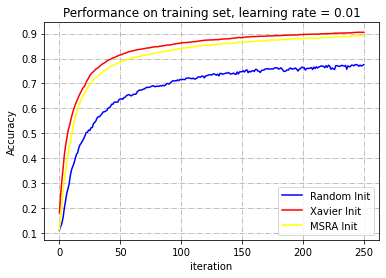 Performance on training set, learning rate = 0.01
Accuracy
0.9
0.8
0.7
0.6
0.5
0.4
0.3
0.2
0.1
0
50
100
150
200
250
iteration
Random Init
Xavier Init
MSRA Init